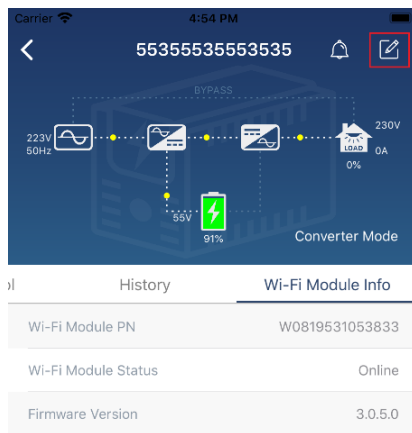 Carrier 4:54 PM
55355535553535
BYPASS
223V
50Hz
230V
LOAD
0A
0%
55V
91%
Converter Mode
ol History Wi-Fi Module Info
Wi-Fi Module PN W0819531053833
Wi-Fi Module Status Online
Firmware Version 3.0.5.0